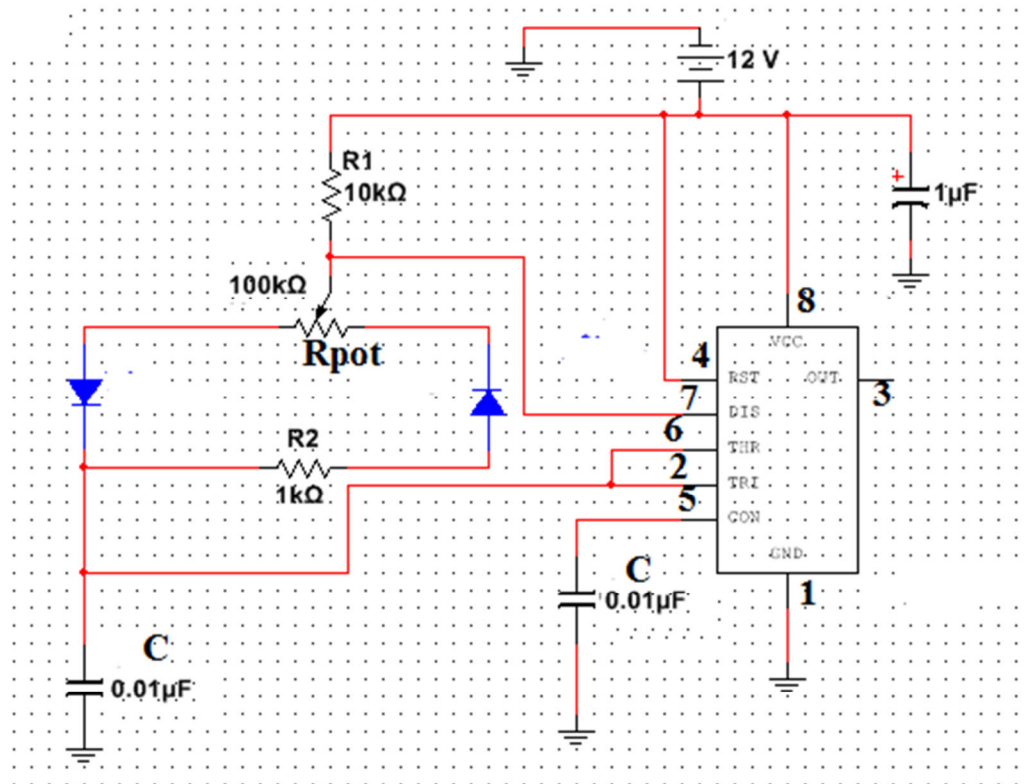 12 V
R1
10kΩ
+
1µF
100kΩ
Rpot
8
VCC
4
RST
OUT
3
7
DIS
6
THR
R2
2
TRI
1kΩ
5
CON
GND
C
0.01µF
1
C
0.01µF